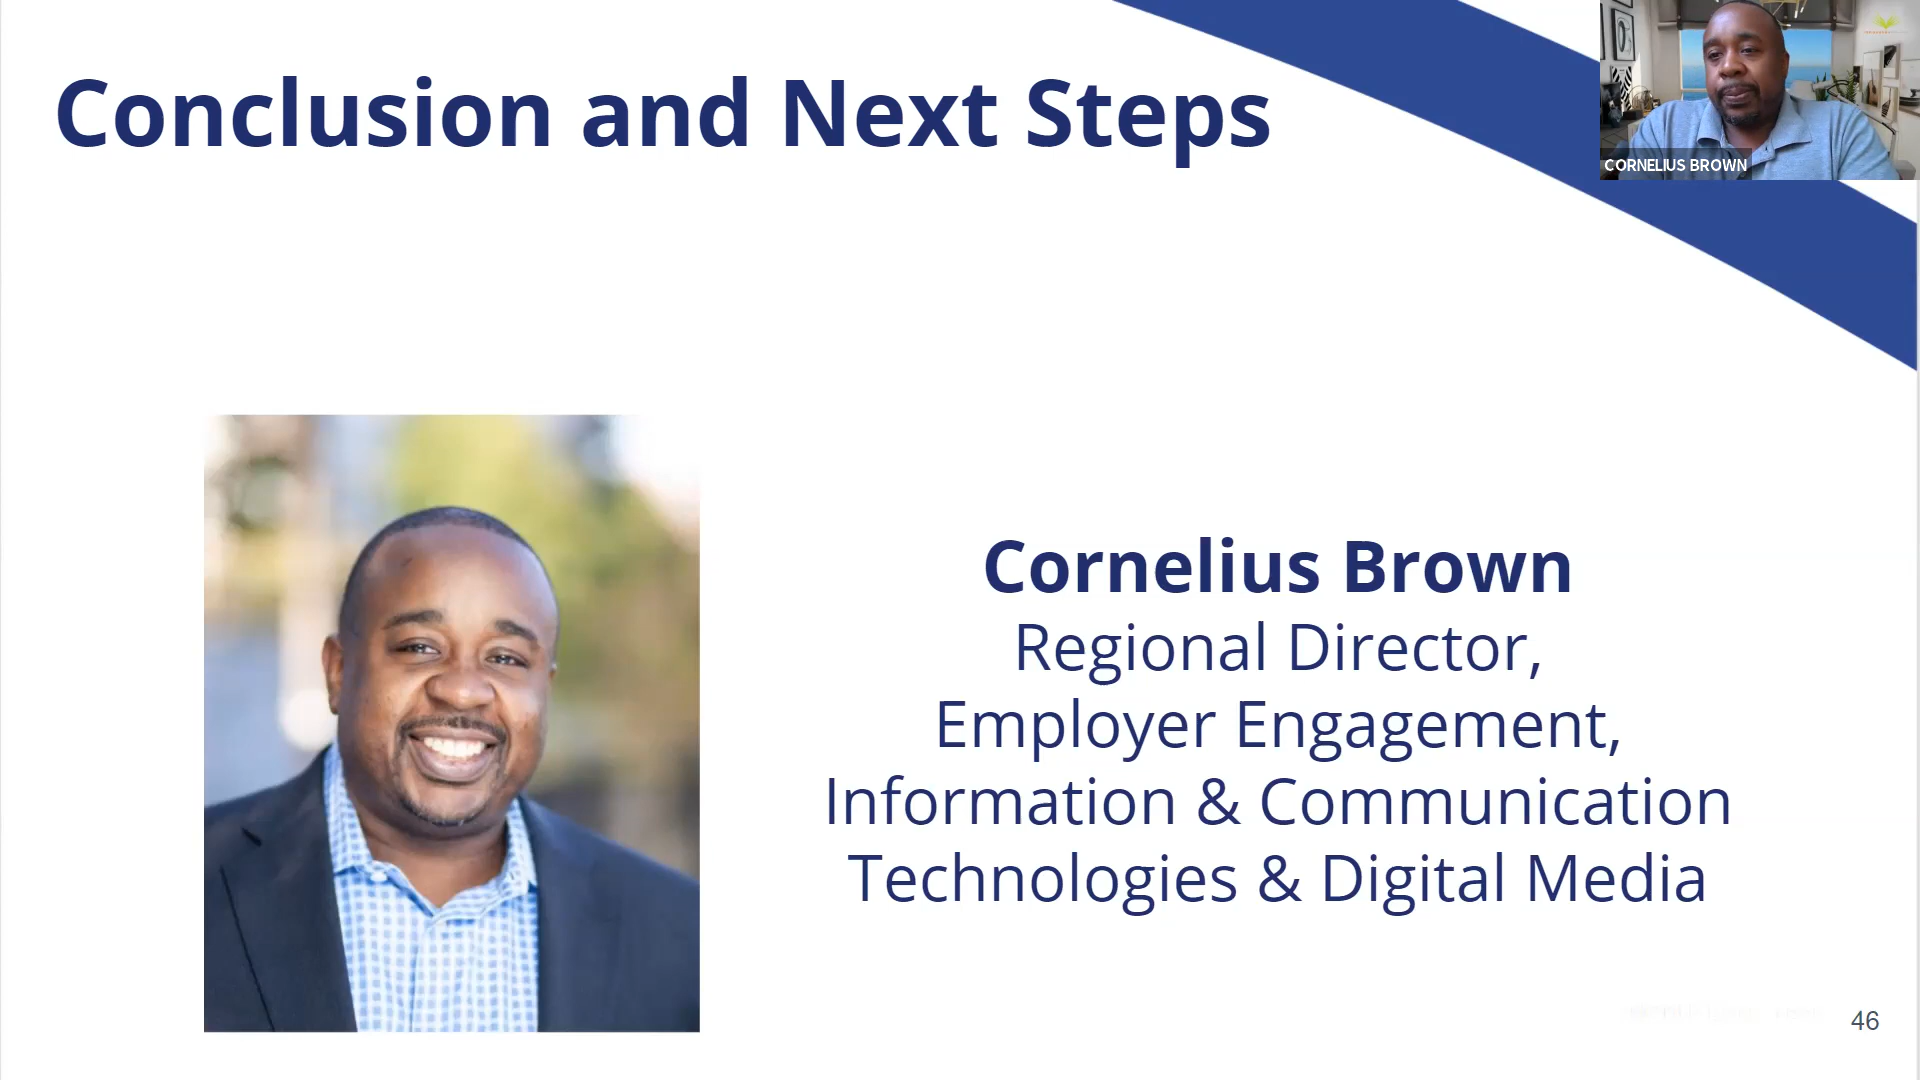 Conclusion and Next Steps
CORNELIUS BROWN
Cornelius Brown
Regional Director,
Employer Engagement,
Information & Communication
Technologies & Digital Media
46